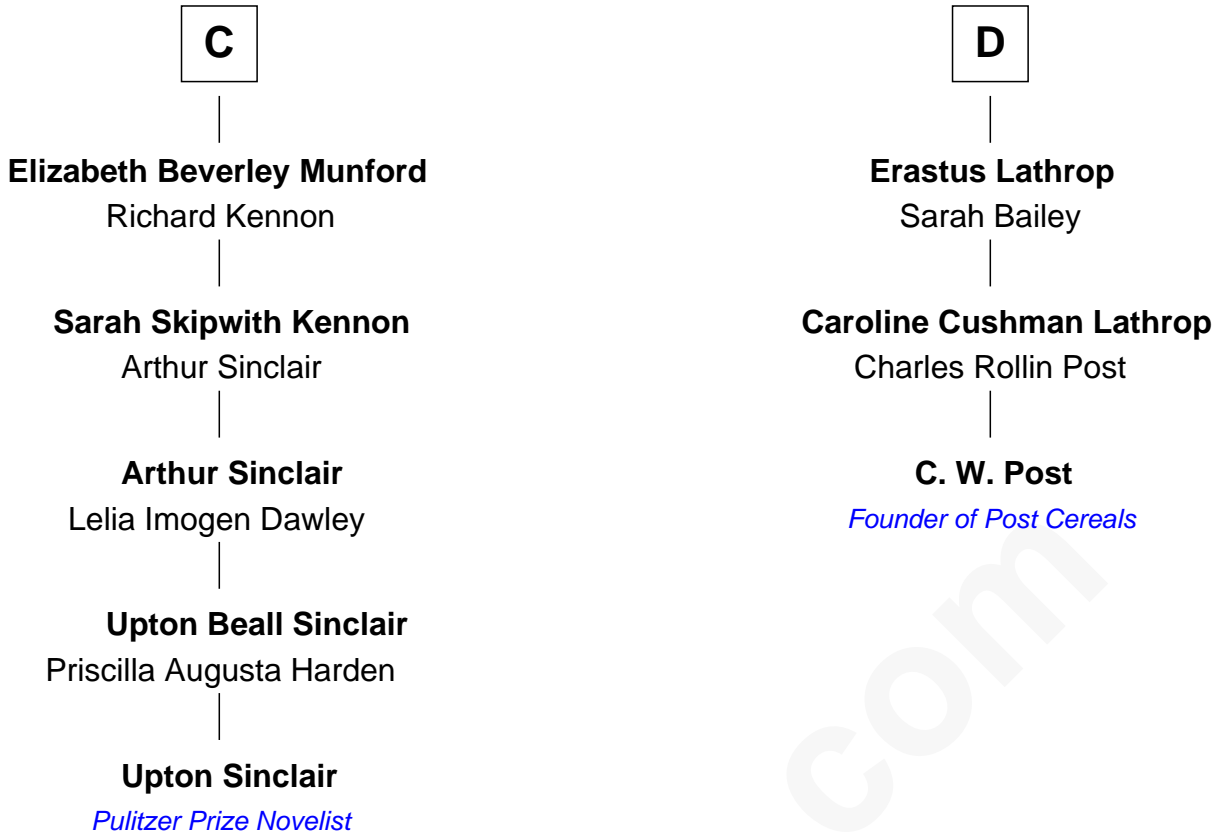 C
Elizabeth Beverley Munford
Richard Kennon
Sarah Skipwith Kennon
Arthur Sinclair
Arthur Sinclair
Lelia Imogen Dawley
Upton Beall Sinclair
Priscilla Augusta Harden
Upton Sinclair
Pulitzer Prize Novelist
D
Erastus Lathrop
Sarah Bailey
Caroline Cushman Lathrop
Charles Rollin Post
C. W. Post
Founder of Post Cereals
com